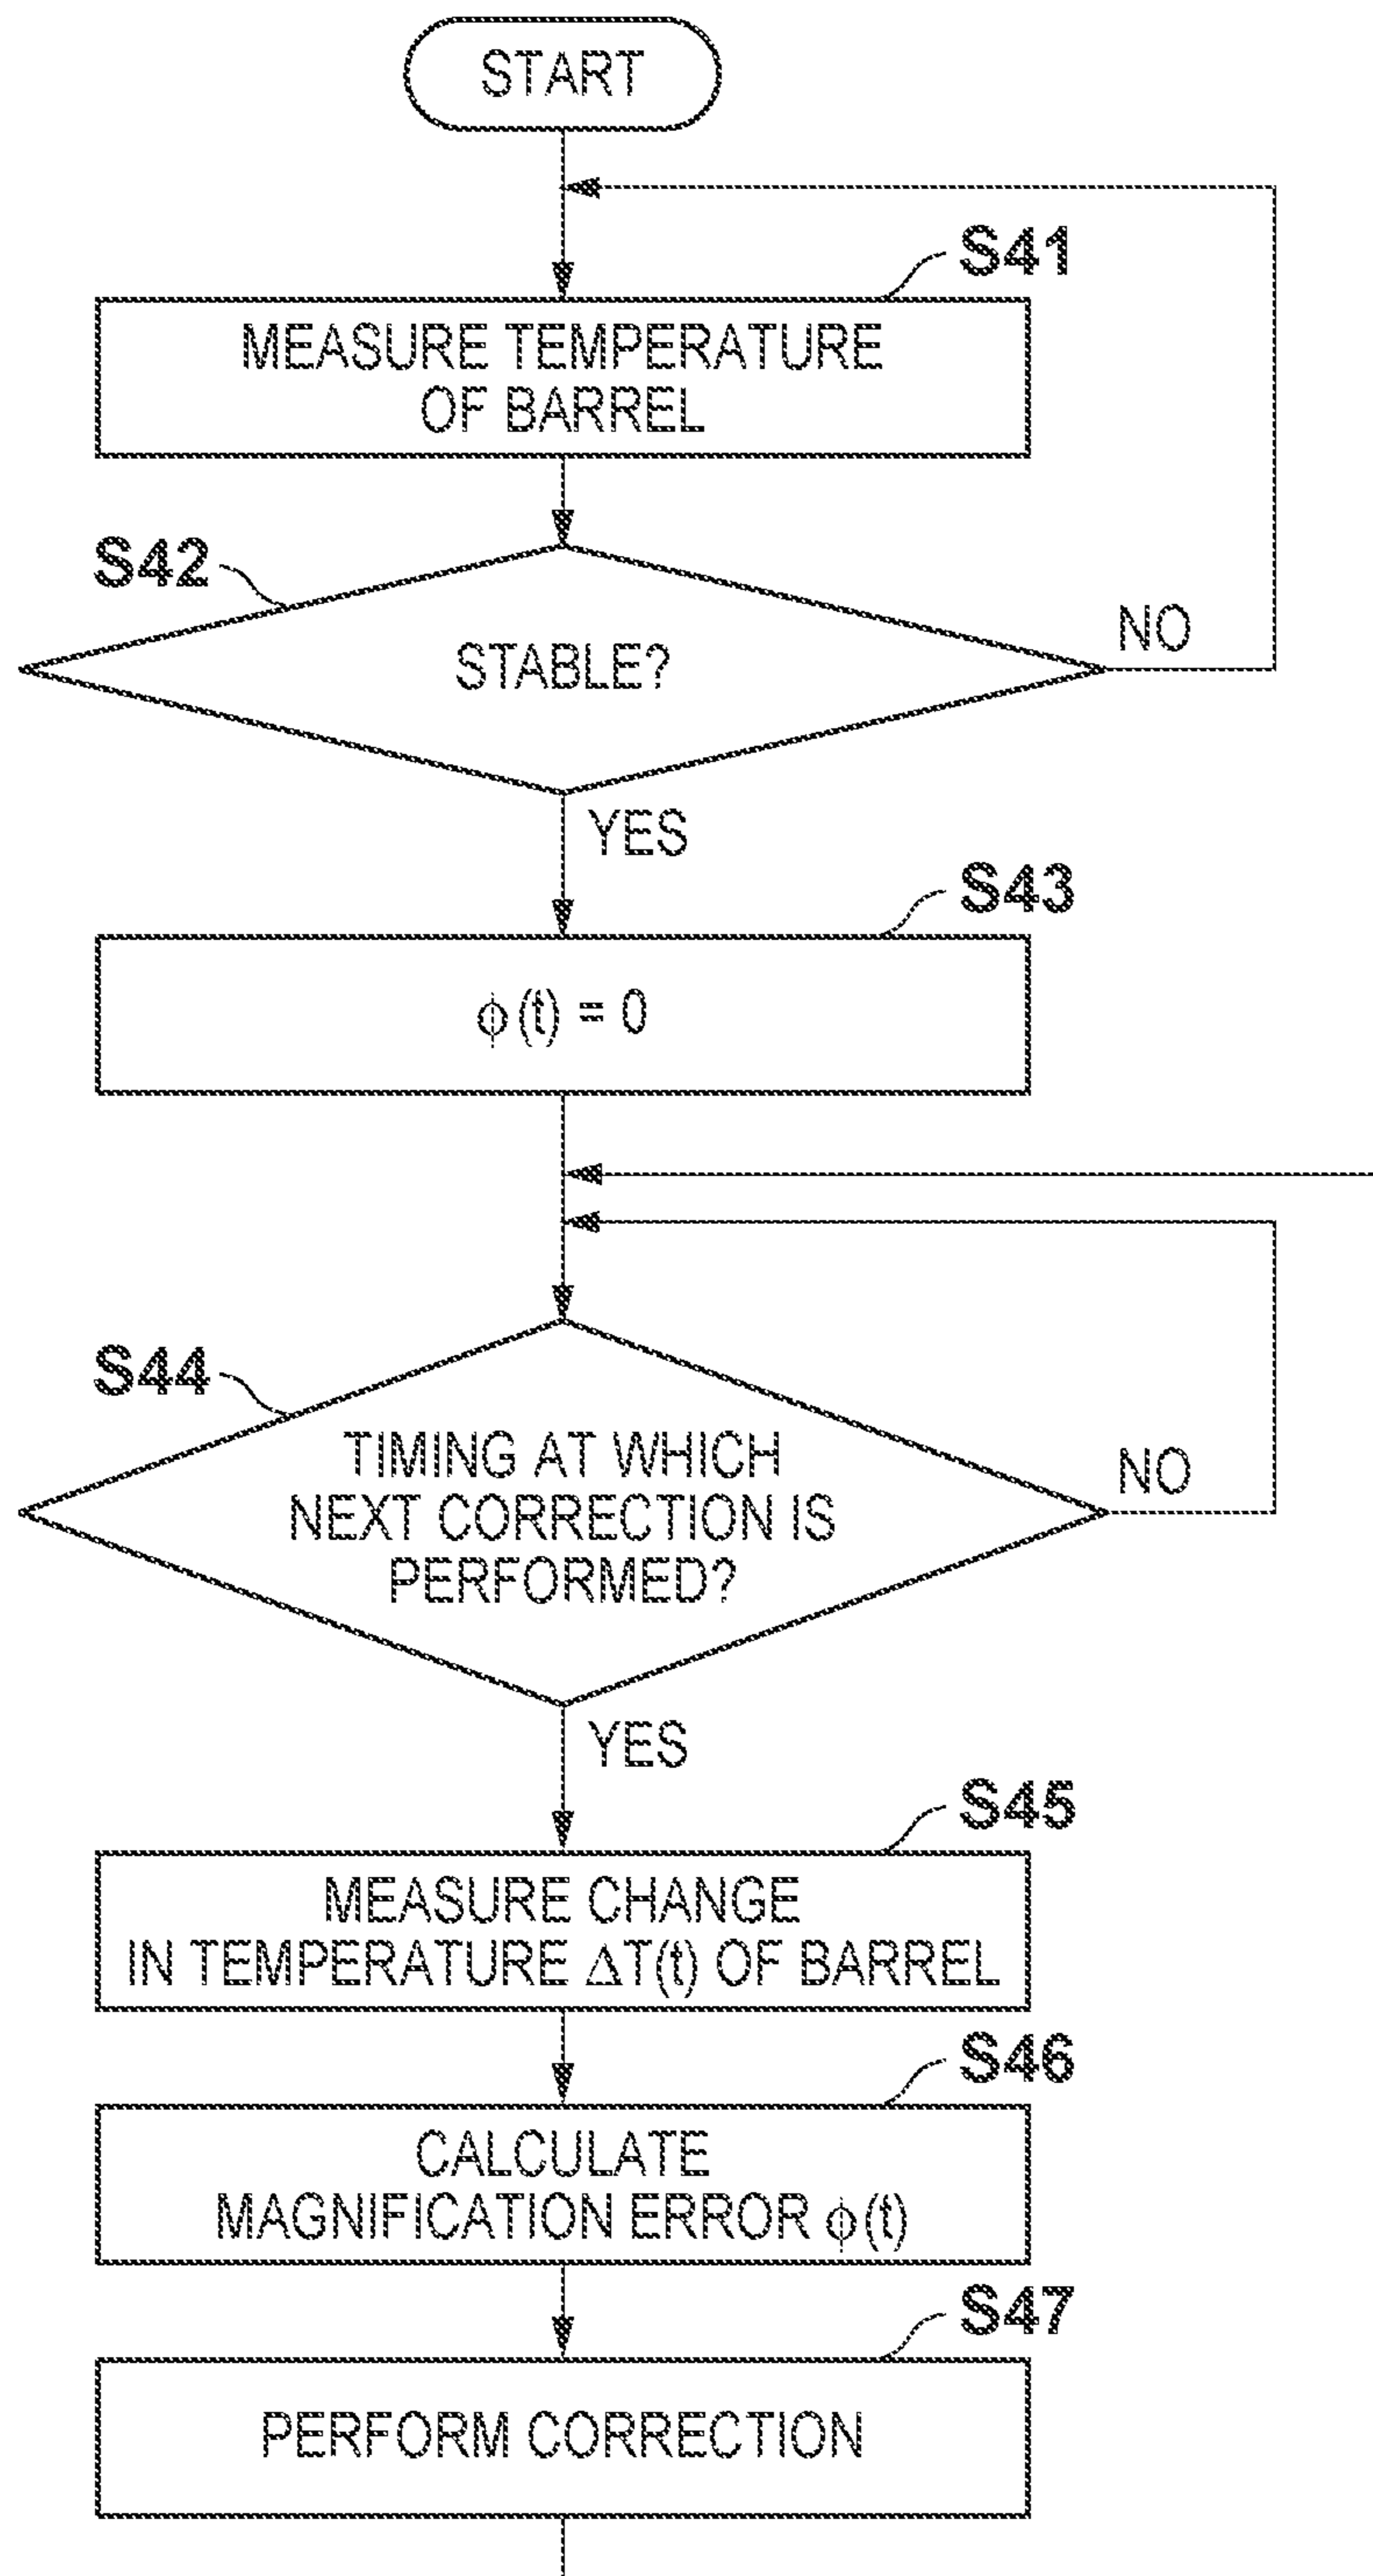 START
S41
MEASURE TEMPERATURE
OF BARREL
S42
STABLE?
NO
YES
S43
ϕ(t) = 0
S44
TIMING AT WHICH
NEXT CORRECTION IS
PERFORMED?
NO
YES
S45
MEASURE CHANGE
IN TEMPERATURE ΔT(t) OF BARREL
S46
CALCULATE
MAGNIFICATION ERROR ϕ(t)
S47
PERFORM CORRECTION